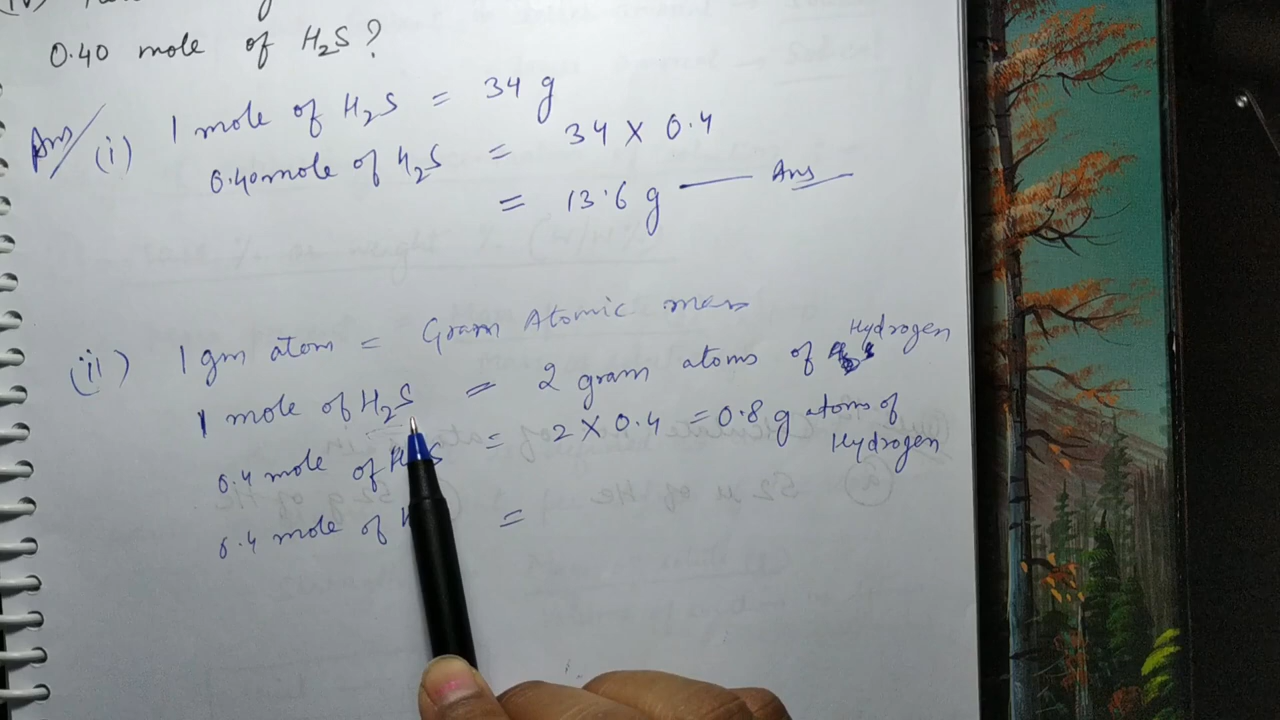 0.40 mole of H₂S?
Ans/ (i) 1 mole of H₂S = 34 g
0.40mole of H₂S = 34 × 0.4
= 13.6 g — Ans
(ii) 1 gm atom = Gram Atomic mass
1 mole of H₂S = 2 gram atoms of Hydrogen
0.4 mole of H S = 2 × 0.4 = 0.8 g atoms of Hydrogen
0.4 mole of =